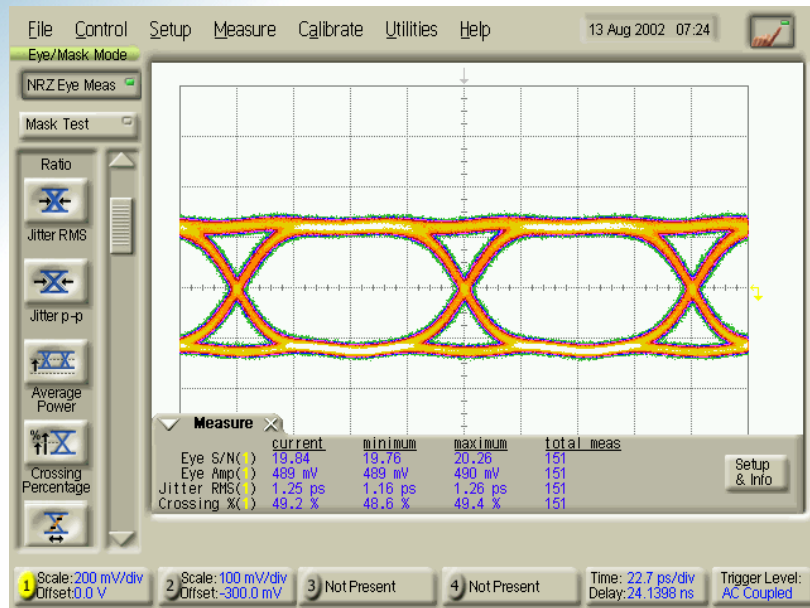 File Control Setup Measure Calibrate Utilities Help 13 Aug 2002 07:24
Eye/Mask Mode
NRZ Eye Meas
Mask Test
Ratio
Jitter RMS
Jitter p-p
Average
Power
Crossing
Percentage
Measure
current minimum maximum total meas
Eye S/N(1) 19.84 19.76 20.26 151
Eye Amp(1) 489 mV 489 mV 490 mV 151
Jitter RMS(1) 1.25 ps 1.16 ps 1.26 ps 151
Crossing %(1) 49.2 % 48.6 % 49.4 % 151
Setup
& Info
1 Scale:200 mV/div
Offset:0.0 V
2 Scale:100 mV/div
Offset:-300.0 mV
3 Not Present
4 Not Present
Time: 22.7 ps/div
Delay:24.1398 ns
Trigger Level:
AC Coupled